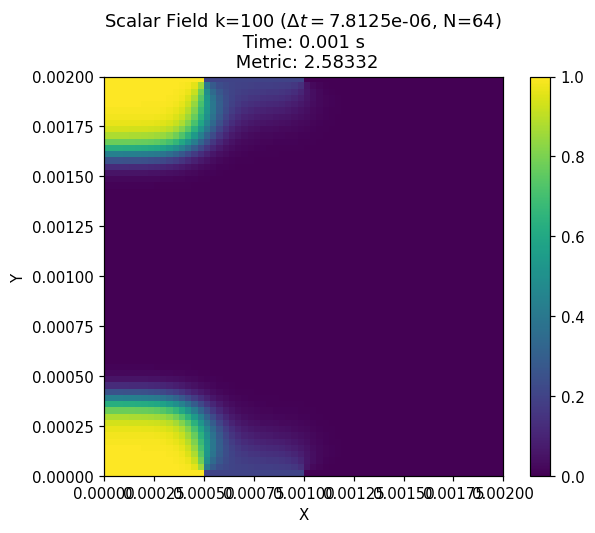 Scalar Field k=100 (Δt = 7.8125e-06, N=64)
Time: 0.001 s
Metric: 2.58332
0.00200
0.00175
0.00150
0.00125
0.00100
0.00075
0.00050
0.00025
0.00000
Y
0.00000 0.00025 0.00050 0.00075 0.00100 0.00125 0.00150 0.00175 0.00200
X
1.0
0.8
0.6
0.4
0.2
0.0